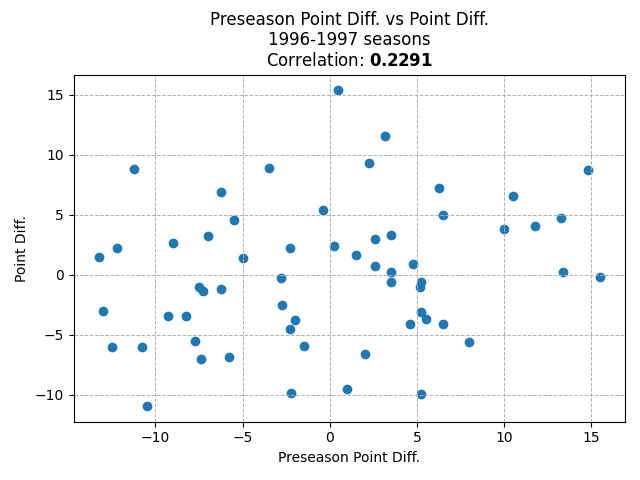 Preseason Point Diff. vs Point Diff.
1996-1997 seasons
Correlation: 0.2291
15
10
5
0
−5
−10
Point Diff.
−10 −5 0 5 10 15
Preseason Point Diff.